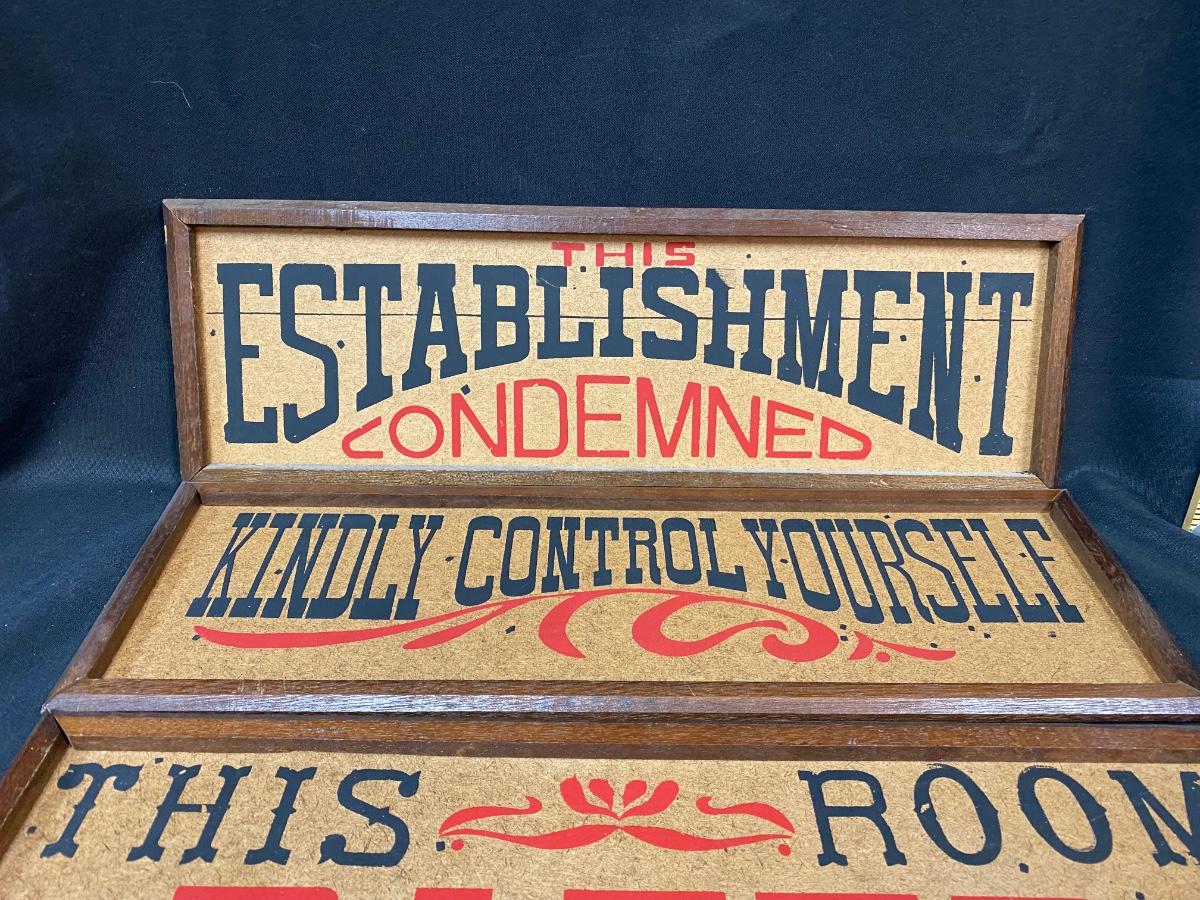 THIS
ESTABLISHMENT
CONDEMNED
KINDLY CONTROL YOURSELF
THIS ROOM